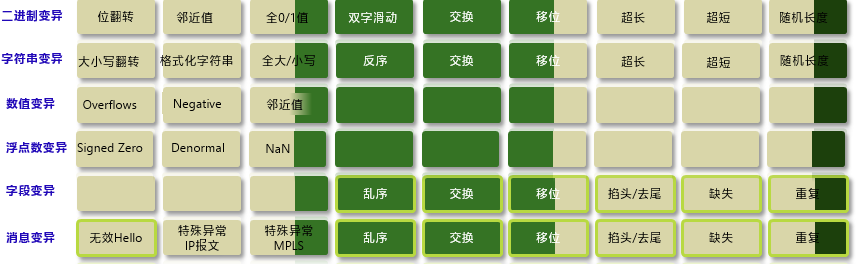 二进制变异 位翻转 邻近值 全0/1值 双字滑动 交换 移位 超长 超短 随机长度
字符串变异 大小写翻转 格式化字符串 全大/小写 反序 交换 移位 超长 超短 随机长度
数值变异 Overflows Negative 邻近值
浮点数变异 Signed Zero Denormal NaN
字段变异 乱序 交换 移位 掐头/去尾 缺失 重复
消息变异 无效Hello 特殊异常 特殊异常 乱序 交换 移位 掐头/去尾 缺失 重复
IP报文 MPLS